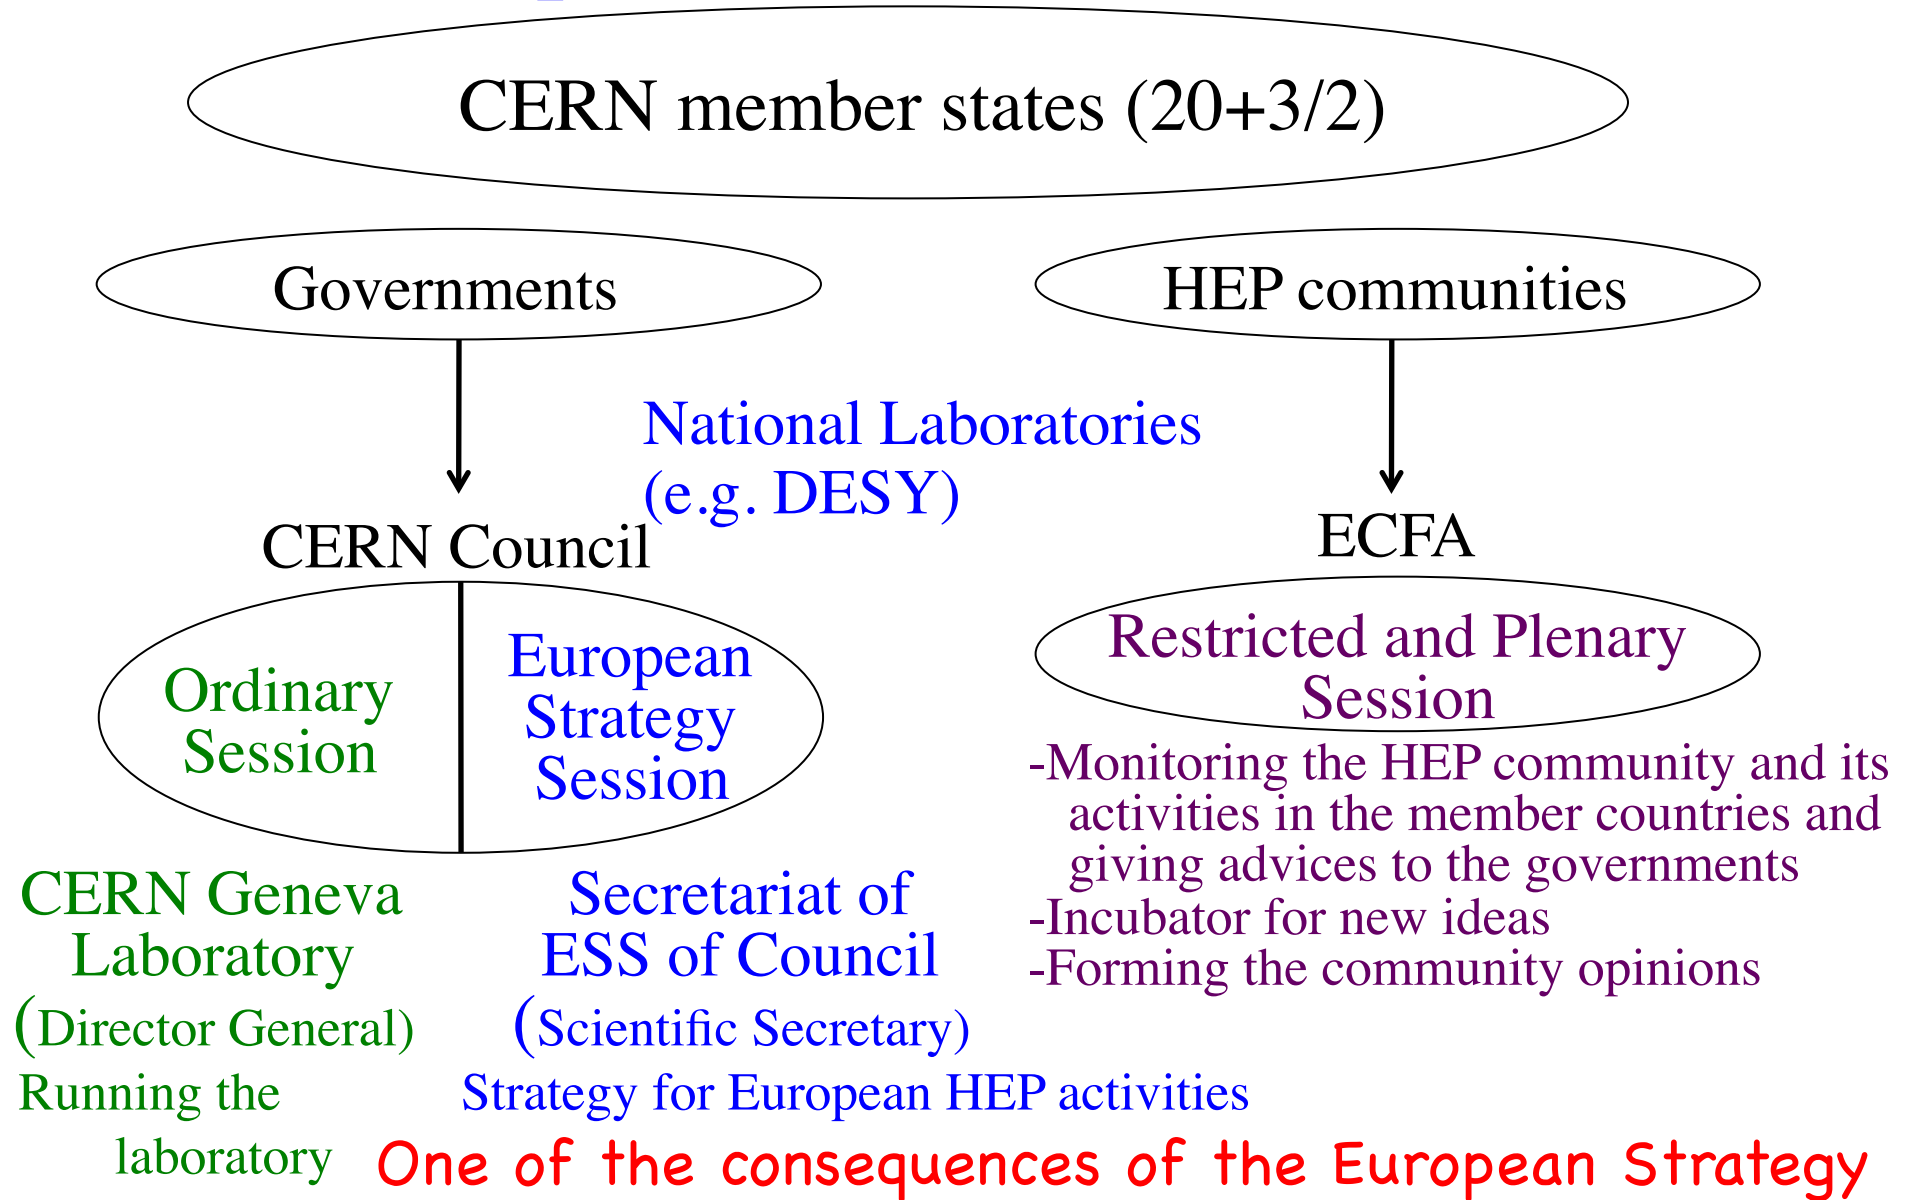 CERN member states (20+3/2)
Governments
HEP communities
National Laboratories
(e.g. DESY)
CERN Council
ECFA
Ordinary
Session
European
Strategy
Session
Restricted and Plenary
Session
-Monitoring the HEP community and its
activities in the member countries and
giving advices to the governments
-Incubator for new ideas
-Forming the community opinions
CERN Geneva
Laboratory
(Director General)
Running the
laboratory
Secretariat of
ESS of Council
(Scientific Secretary)
Strategy for European HEP activities
One of the consequences of the European Strategy